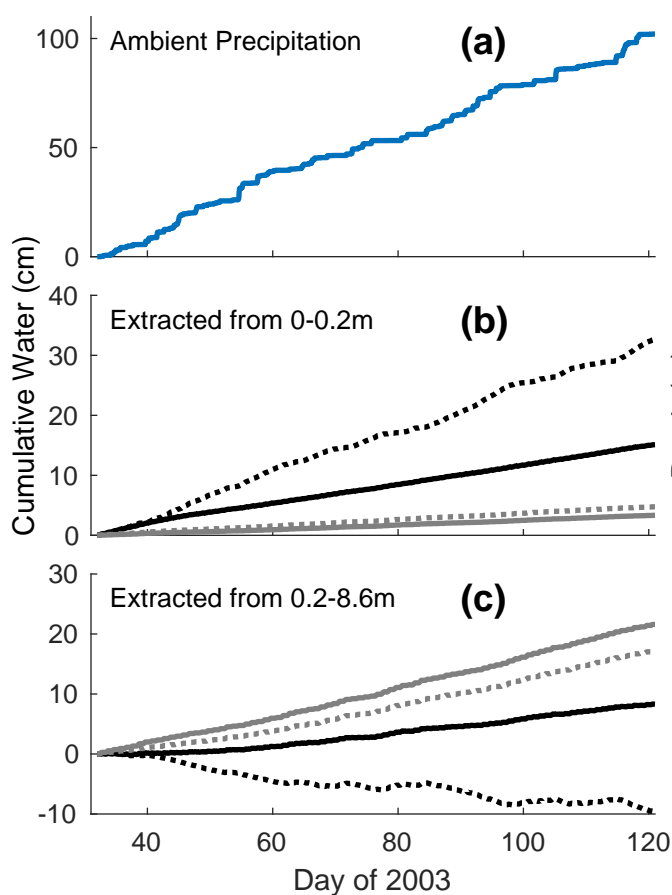 Ambient Precipitation
(a)
100
50
0
Cumulative Water (cm)
Extracted from 0-0.2m
(b)
40
30
20
10
0
Extracted from 0.2-8.6m
(c)
30
20
10
0
-10
40 60 80 100 120
Day of 2003